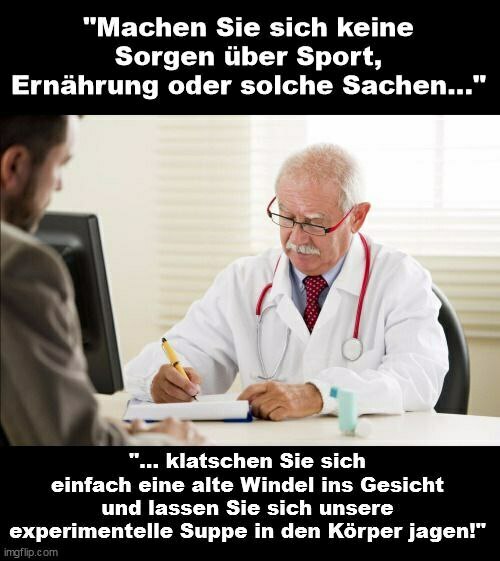 "Machen Sie sich keine
Sorgen über Sport,
Ernährung oder solche Sachen..."
"... klatschen Sie sich
einfach eine alte Windel ins Gesicht
und lassen Sie sich unsere
experimentelle Suppe in den Körper jagen!"
imgflip.com